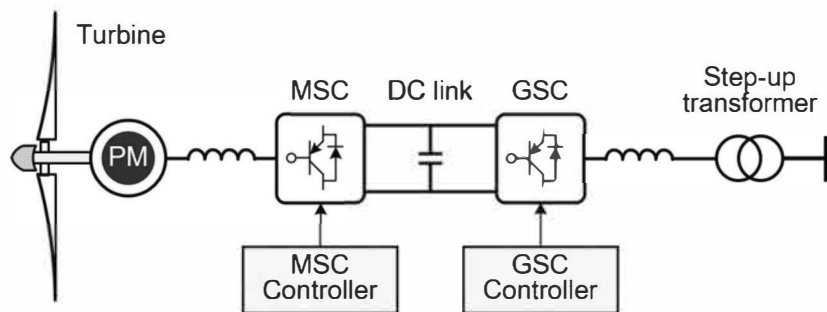 Turbine
MSC
DC link
GSC
Step-up
transformer
PM
MSC
Controller
GSC
Controller